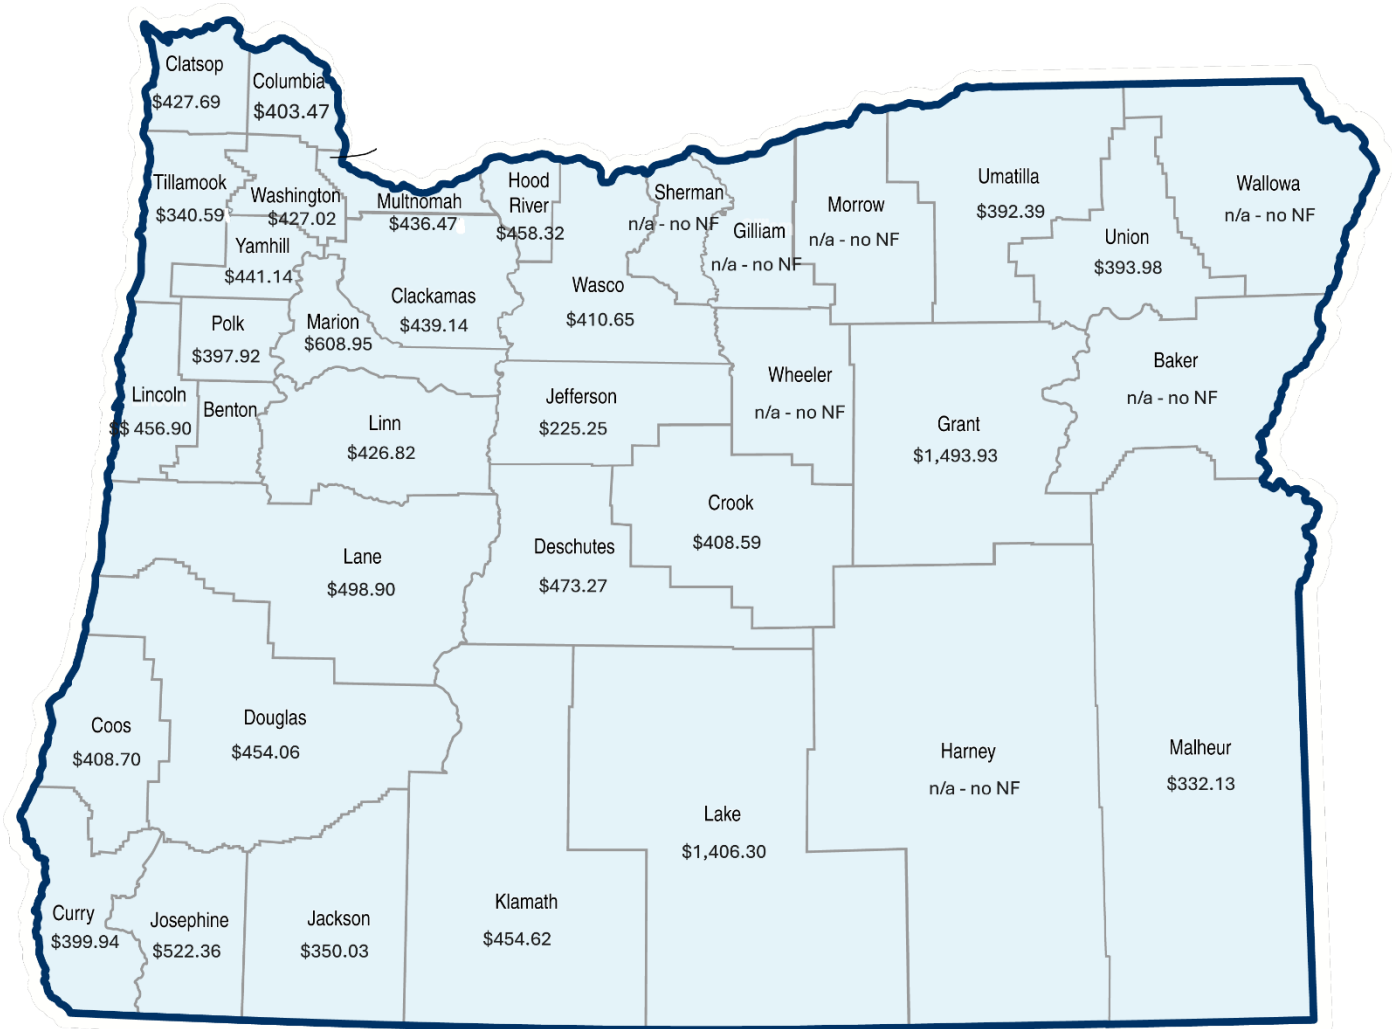 Clatsop
$427.69
Columbia
$403.47
Tillamook
$340.59
Washington
$427.02
Multnomah
$436.47
Hood
River
$458.32
Sherman
n/a - no NF
Gilliam
n/a - no NF
Morrow
n/a - no NF
Umatilla
$392.39
Union
$393.98
Wallowa
n/a - no NF
Yamhill
$441.14
Clackamas
$439.14
Wasco
$410.65
Polk
$397.92
Marion
$608.95
Lincoln
$$ 456.90
Benton
Linn
$426.82
Jefferson
$225.25
Wheeler
n/a - no NF
Grant
$1,493.93
Baker
n/a - no NF
Crook
$408.59
Lane
$498.90
Deschutes
$473.27
Coos
$408.70
Douglas
$454.06
Harney
n/a - no NF
Malheur
$332.13
Lake
$1,406.30
Klamath
$454.62
Curry
$399.94
Josephine
$522.36
Jackson
$350.03